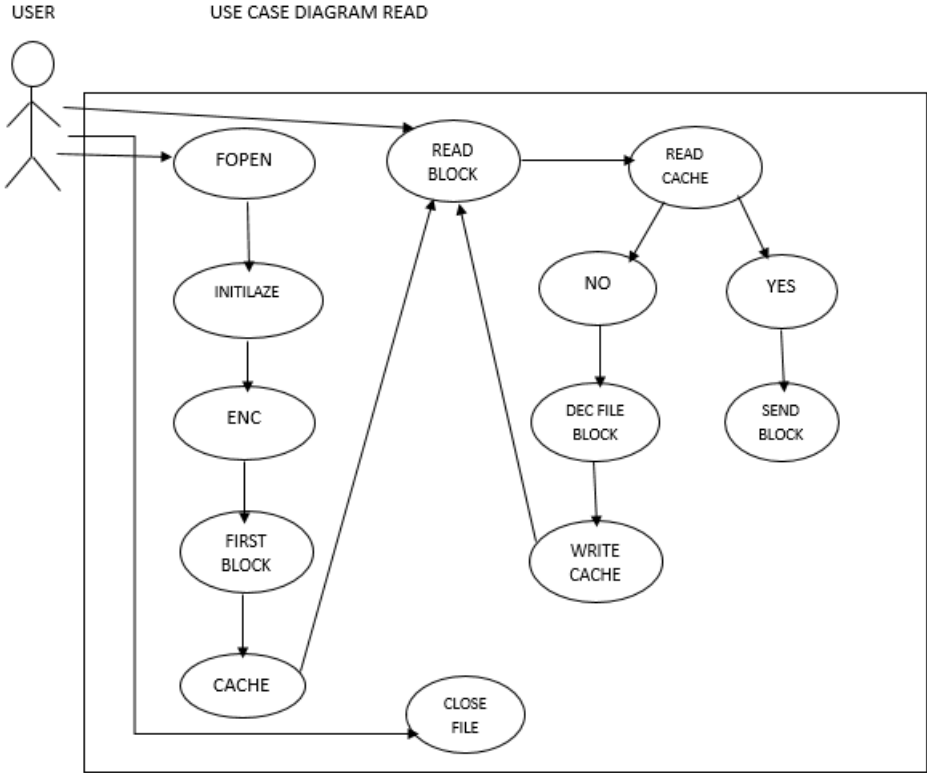 USER
USE CASE DIAGRAM READ
FOPEN
READ
BLOCK
READ
CACHE
INITILAZE
NO
YES
ENC
DEC FILE
BLOCK
SEND
BLOCK
FIRST
BLOCK
WRITE
CACHE
CACHE
CLOSE
FILE